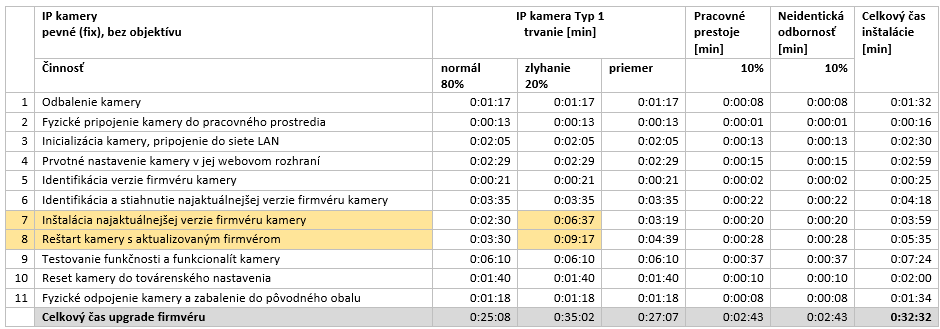 IP kamery IP kamera Typ 1 Pracovné Neidentická Celkový čas
pevné (fix), bez objektívu trvanie [min] prestoje odbornosť inštalácie
[min] [min] [min]
Činnosť normál zlyhanie priemer 10% 10%
80% 20%
1 Odbalenie kamery 0:01:17 0:01:17 0:01:17 0:00:08 0:00:08 0:01:32
2 Fyzické pripojenie kamery do pracovného prostredia 0:00:13 0:00:13 0:00:13 0:00:01 0:00:01 0:00:16
3 Inicializácia kamery, pripojenie do siete LAN 0:02:05 0:02:05 0:02:05 0:00:13 0:00:13 0:02:30
4 Prvotné nastavenie kamery v jej webovom rozhraní 0:02:29 0:02:29 0:02:29 0:00:15 0:00:15 0:02:59
5 Identifikácia verzie firmvéru kamery 0:00:21 0:00:21 0:00:21 0:00:02 0:00:02 0:00:25
6 Identifikácia a stiahnutie najaktuálnejšej verzie firmvéru kamery 0:03:35 0:03:35 0:03:35 0:00:22 0:00:22 0:04:18
7 Inštalácia najaktuálnejšej verzie firmvéru kamery 0:02:30 0:06:37 0:03:19 0:00:20 0:00:20 0:03:59
8 Reštart kamery s aktualizovaným firmvérom 0:03:30 0:09:17 0:04:39 0:00:28 0:00:28 0:05:35
9 Testovanie funkčnosti a funkcionalít kamery 0:06:10 0:06:10 0:06:10 0:00:37 0:00:37 0:07:24
10 Reset kamery do továrenského nastavenia 0:01:40 0:01:40 0:01:40 0:00:10 0:00:10 0:02:00
11 Fyzické odpojenie kamery a zabalenie do pôvodného obalu 0:01:18 0:01:18 0:01:18 0:00:08 0:00:08 0:01:34
Celkový čas upgrade firmvéru 0:25:08 0:35:02 0:27:07 0:02:43 0:02:43 0:32:32